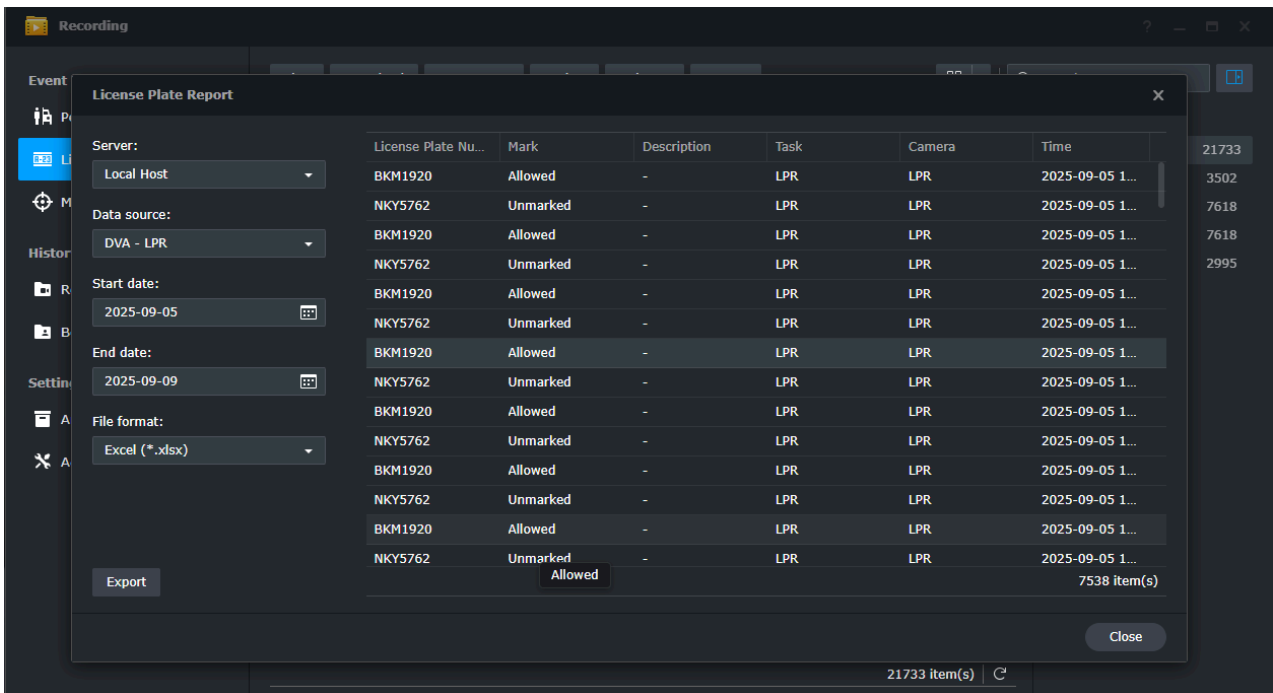 Recording
Event
License Plate Report
Server:
Local Host
Data source:
DVA - LPR
Start date:
2025-09-05
End date:
2025-09-09
File format:
Excel (*.xlsx)
Export
License Plate Nu... Mark Description Task Camera Time
BKM1920 Allowed - LPR LPR 2025-09-05 1...
NKY5762 Unmarked - LPR LPR 2025-09-05 1...
BKM1920 Allowed - LPR LPR 2025-09-05 1...
NKY5762 Unmarked - LPR LPR 2025-09-05 1...
BKM1920 Allowed - LPR LPR 2025-09-05 1...
NKY5762 Unmarked - LPR LPR 2025-09-05 1...
BKM1920 Allowed - LPR LPR 2025-09-05 1...
NKY5762 Unmarked - LPR LPR 2025-09-05 1...
BKM1920 Allowed - LPR LPR 2025-09-05 1...
NKY5762 Unmarked - LPR LPR 2025-09-05 1...
BKM1920 Allowed - LPR LPR 2025-09-05 1...
NKY5762 Unmarked - LPR LPR 2025-09-05 1...
BKM1920 Allowed - LPR LPR 2025-09-05 1...
NKY5762 Unmarked - LPR LPR 2025-09-05 1...
Allowed
7538 item(s)
Close
21733
3502
7618
7618
2995
21733 item(s)